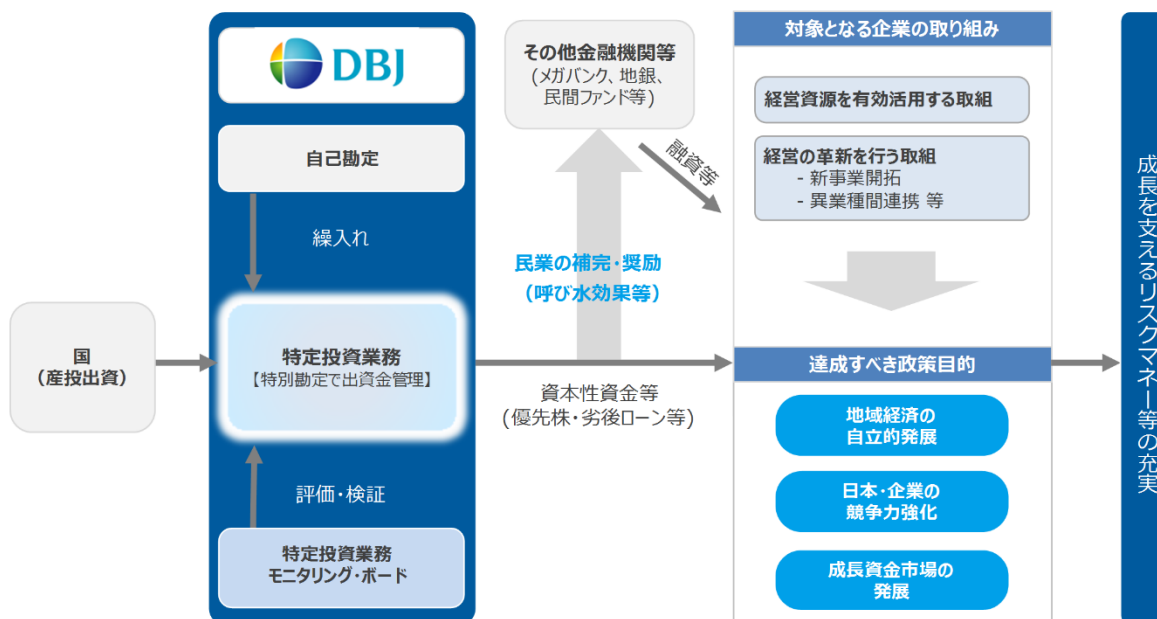 DBJ
自己勘定
繰入れ
国
(産投出資)
特定投資業務
【特別勘定で出資金管理】
評価・検証
特定投資業務
モニタリング・ボード
その他金融機関等
(メガバンク、地銀、
民間ファンド等)
融資等
民業の補完・奨励
(呼び水効果等)
資本性資金等
(優先株・劣後ローン等)
対象となる企業の取り組み
経営資源を有効活用する取組
経営の革新を行う取組
- 新事業開拓
- 異業種間連携 等
達成すべき政策目的
地域経済の
自立的発展
日本・企業の
競争力強化
成長資金市場の
発展
成長を支えるリスクマネー等の充実